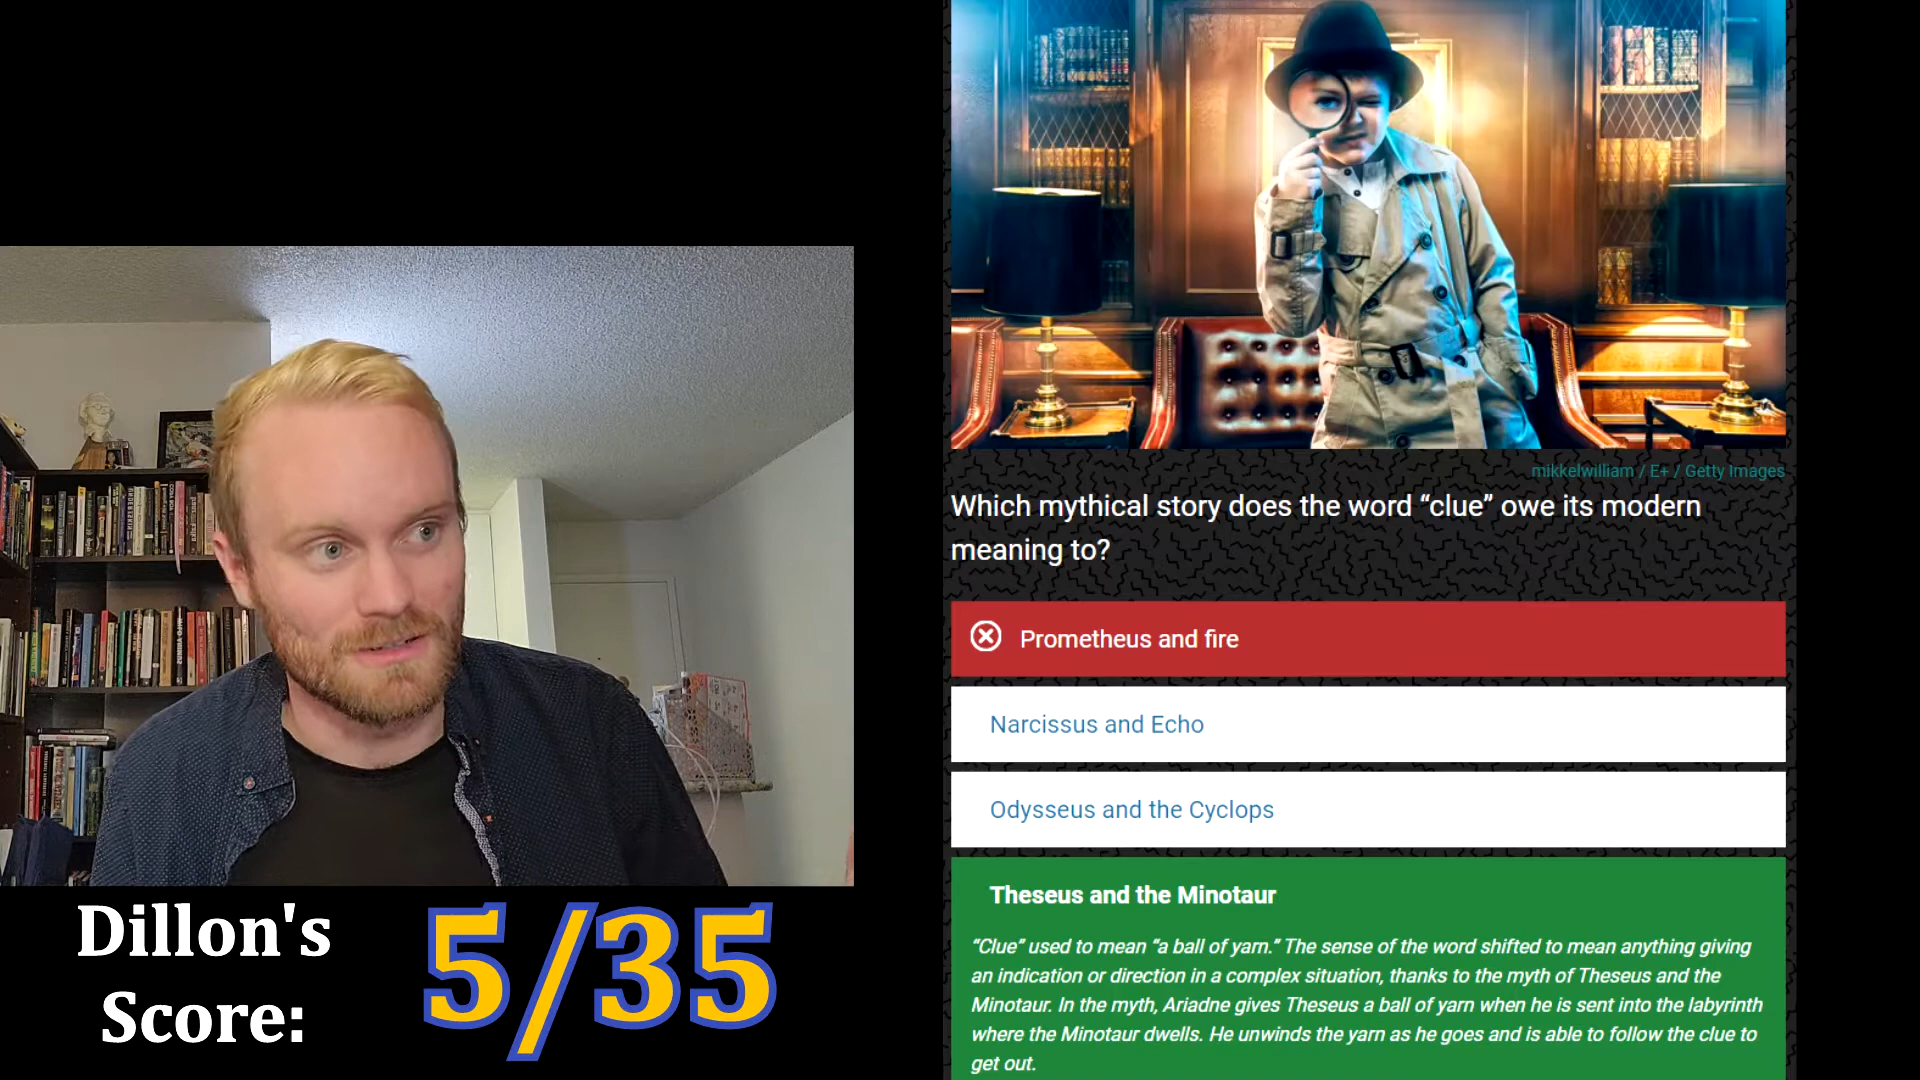 mikkelwilliam / E+ / Getty Images
Which mythical story does the word “clue” owe its modern
meaning to?
Prometheus and fire
Narcissus and Echo
Odysseus and the Cyclops
Theseus and the Minotaur
“Clue” used to mean “a ball of yarn.” The sense of the word shifted to mean anything giving
an indication or direction in a complex situation, thanks to the myth of Theseus and the
Minotaur. In the myth, Ariadne gives Theseus a ball of yarn when he is sent into the labyrinth
where the Minotaur dwells. He unwinds the yarn as he goes and is able to follow the clue to
get out.
Dillon's
Score:
5/35